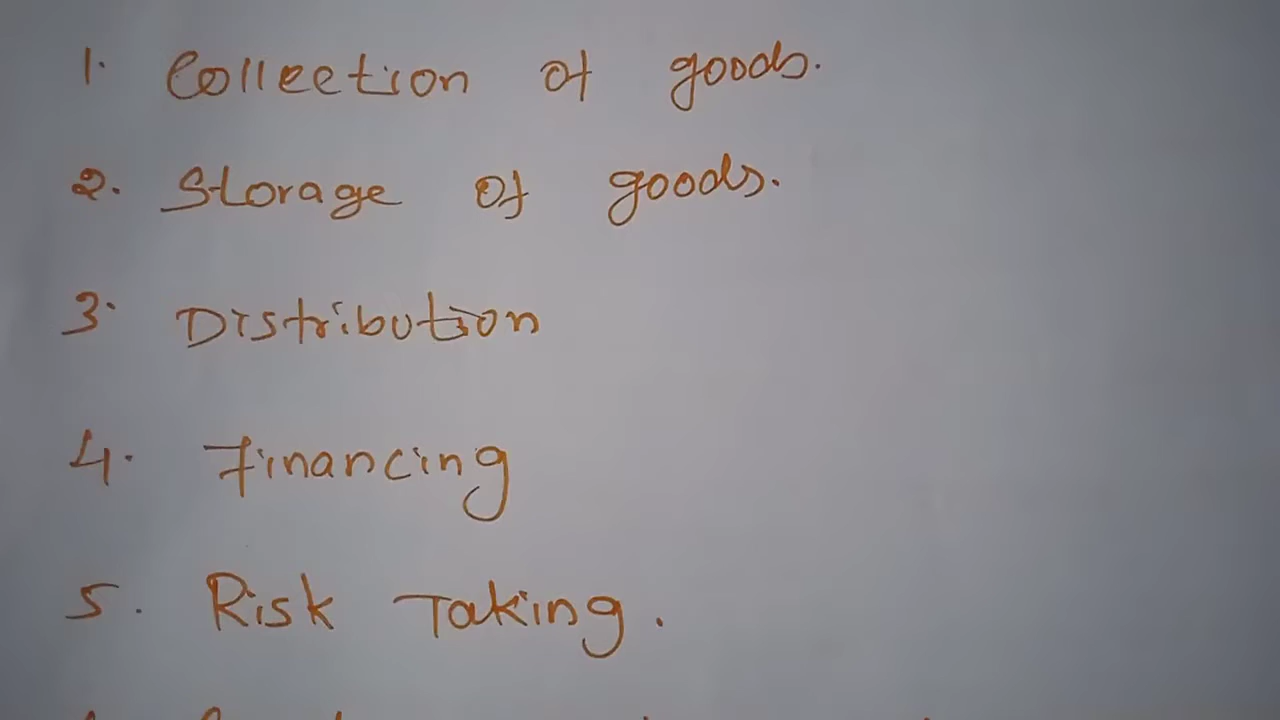 1. Collection of goods.
2. Storage of goods.
3. Distribution
4. Financing
5. Risk Taking.